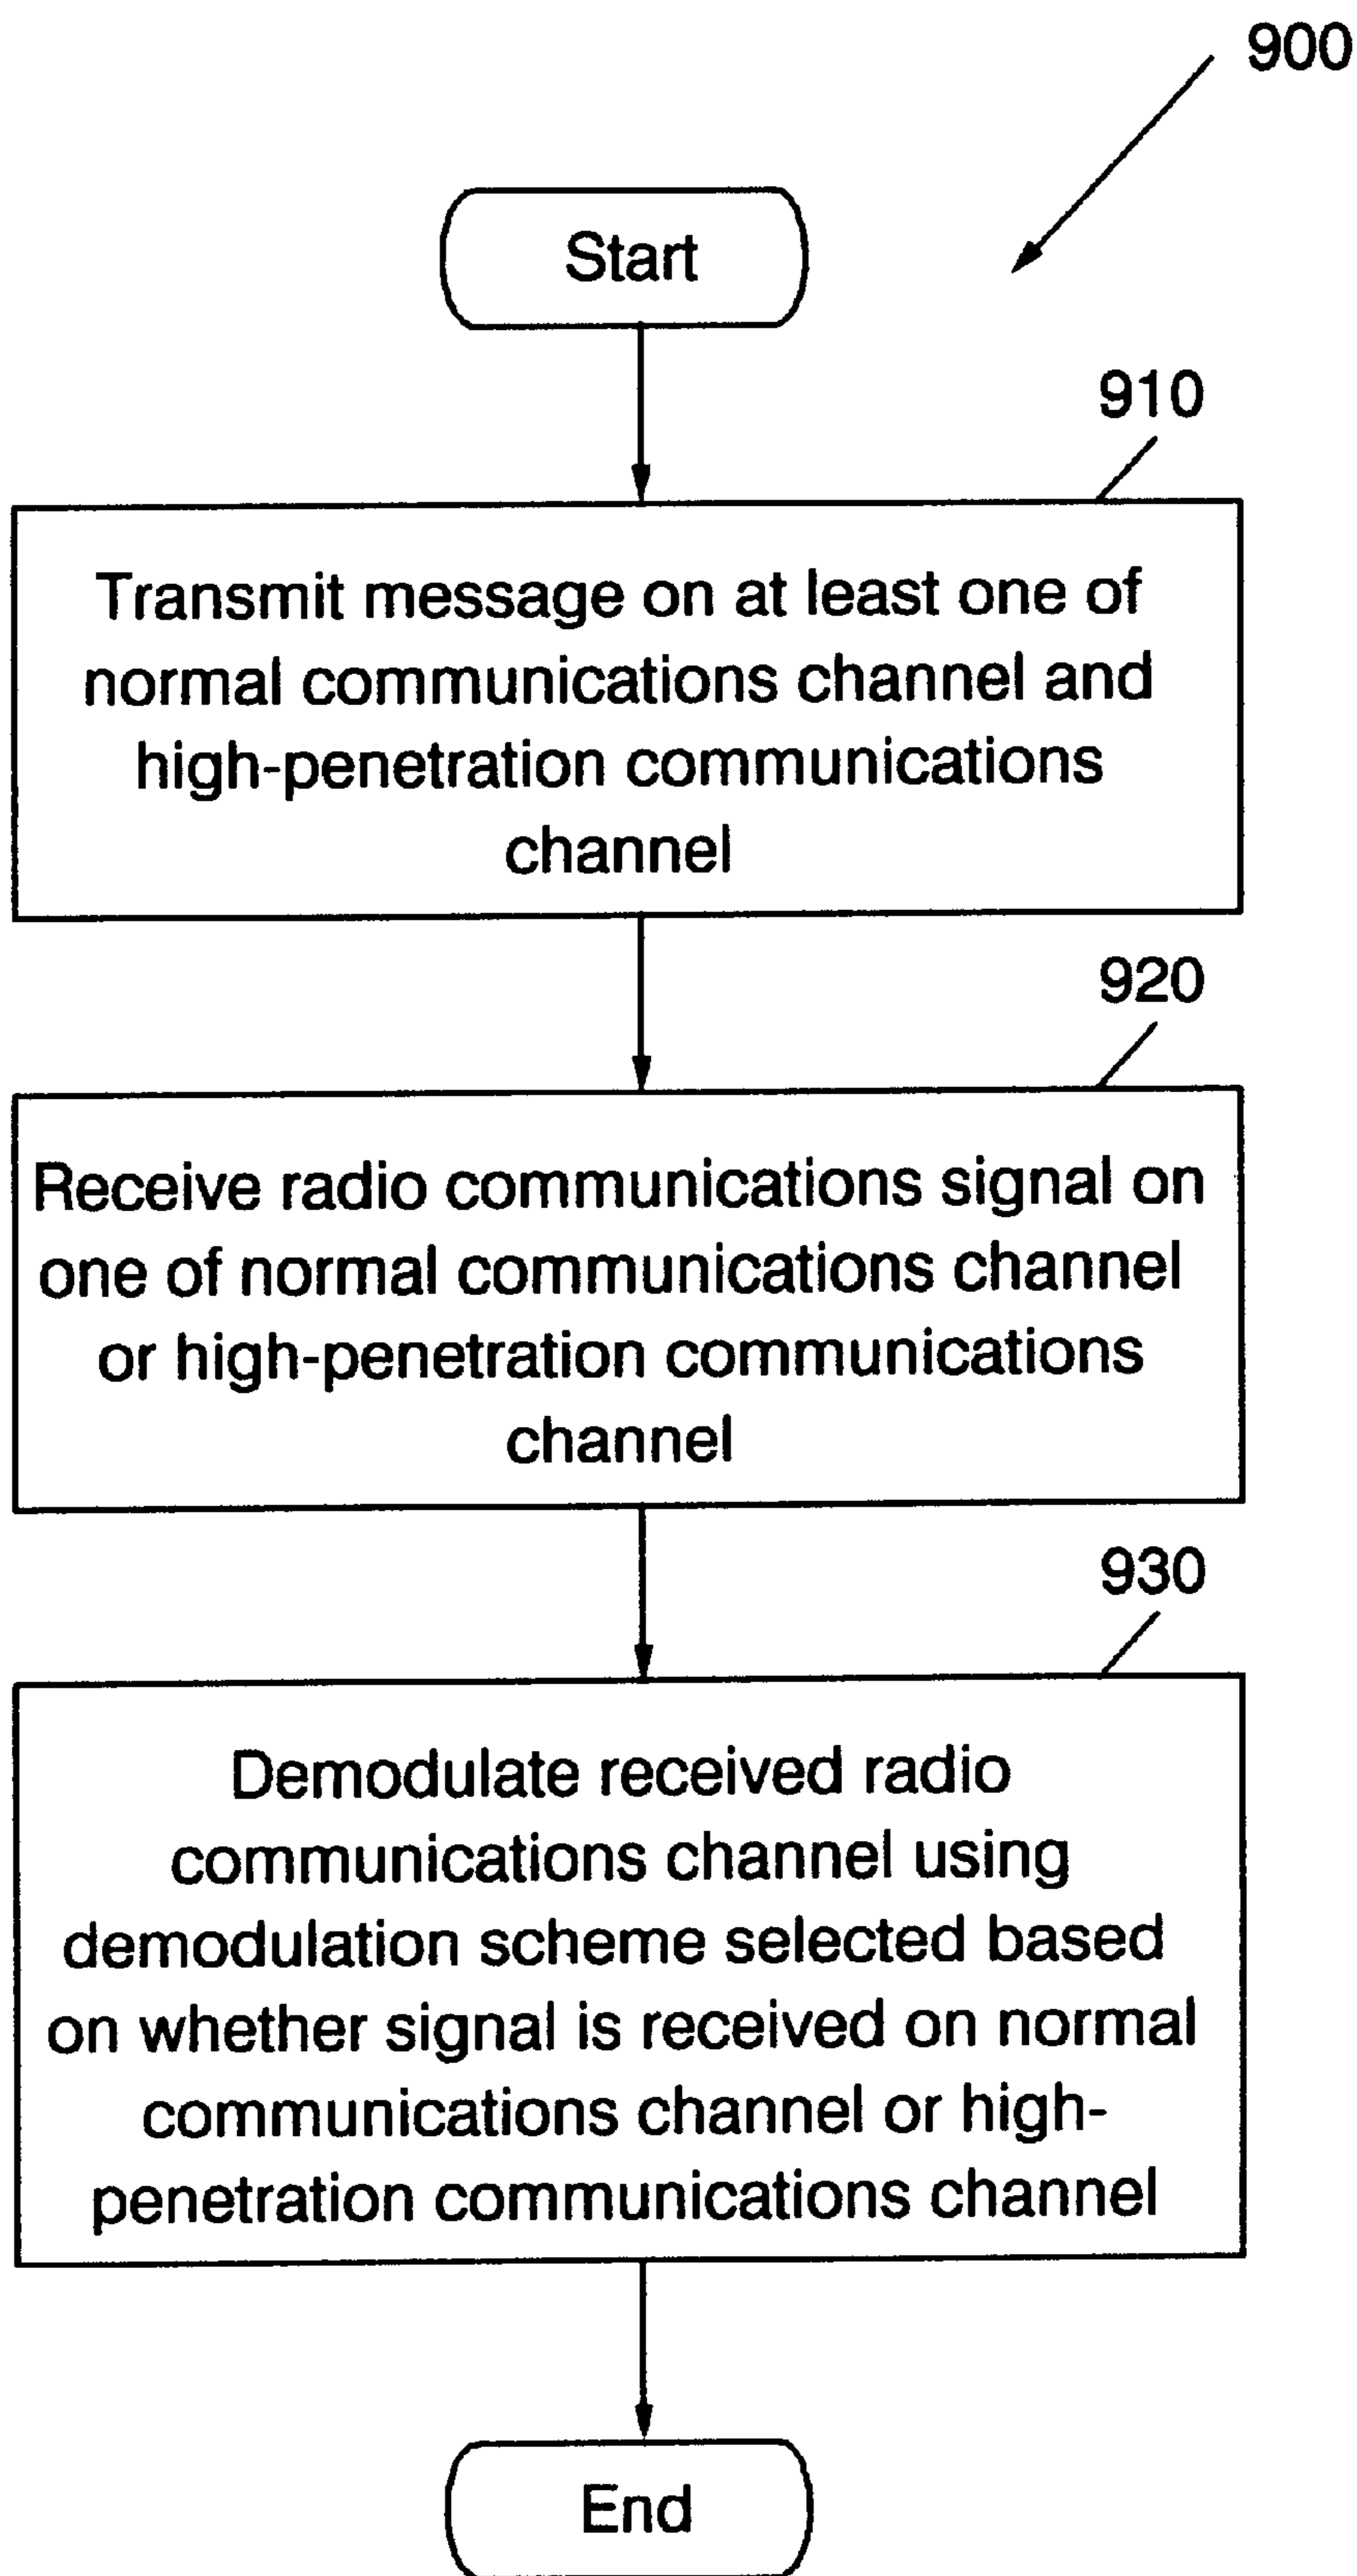 900
Start
910
Transmit message on at least one of
normal communications channel and
high-penetration communications
channel
920
Receive radio communications signal on
one of normal communications channel
or high-penetration communications
channel
930
Demodulate received radio
communications channel using
demodulation scheme selected based
on whether signal is received on normal
communications channel or high-
penetration communications channel
End